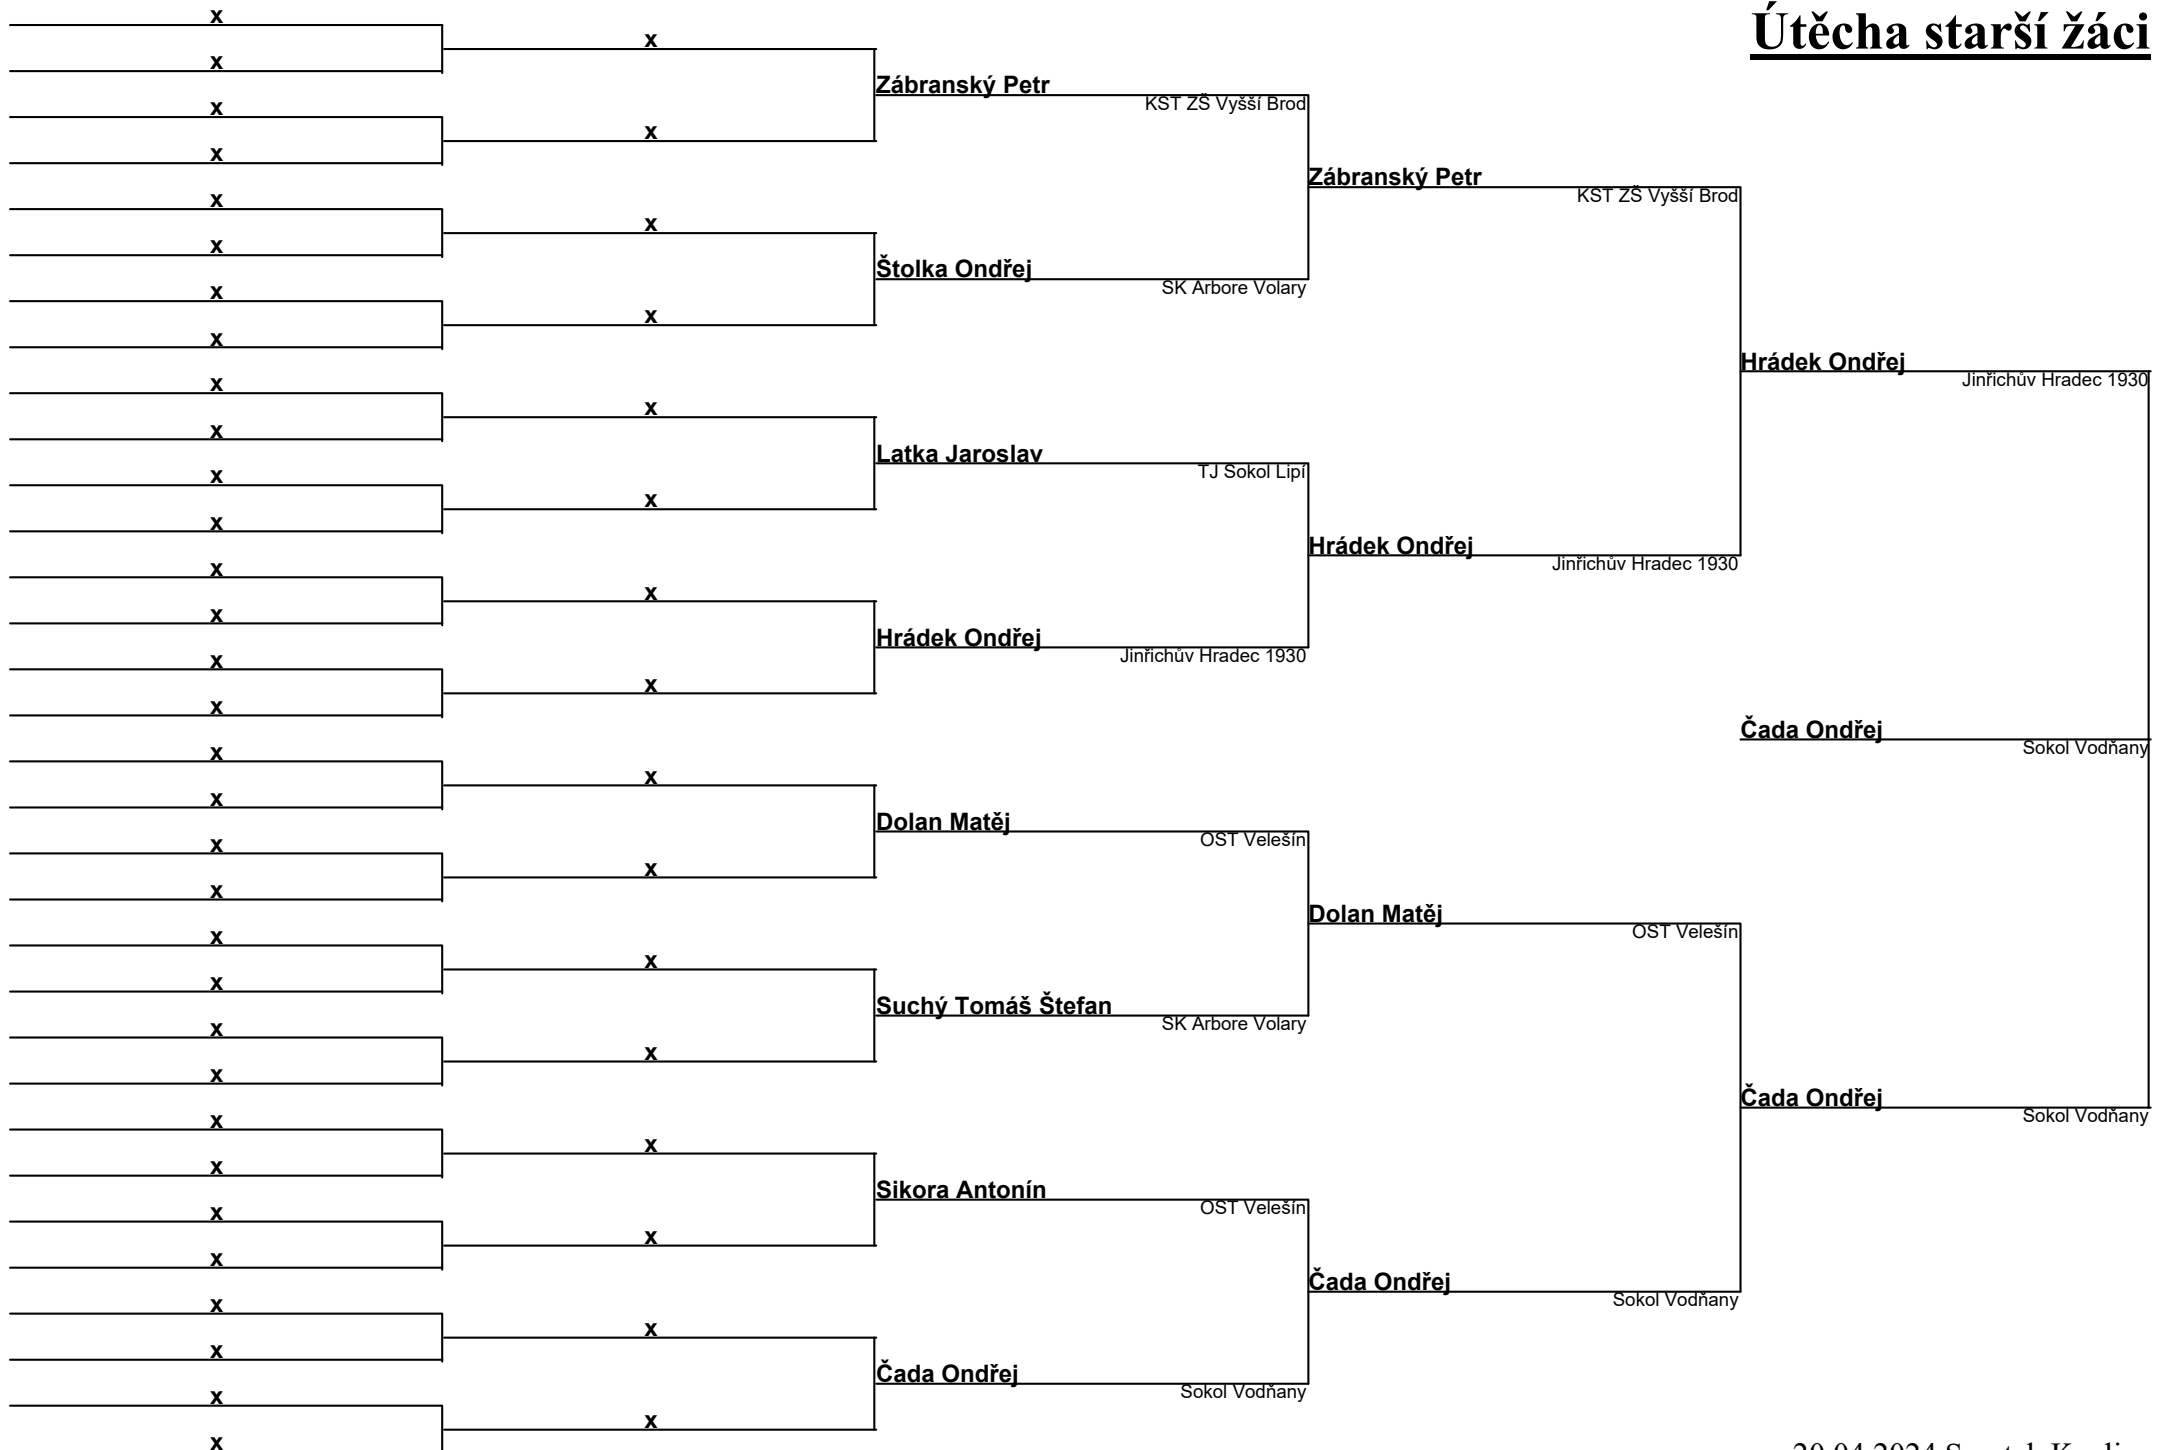 x
Útěcha starší žáci
x
x
Zábranský Petr
KST ZŠ Vyšší Brod
x
x
x
Zábranský Petr
KST ZŠ Vyšší Brod
x
x
x
Štolka Ondřej
SK Arbore Volary
x
x
x
Hrádek Ondřej
Jinřichův Hradec 1930
x
x
x
Latka Jaroslav
TJ Sokol Lipí
x
x
x
Hrádek Ondřej
Jinřichův Hradec 1930
x
x
x
Hrádek Ondřej
Jinřichův Hradec 1930
x
x
x
Čada Ondřej
Sokol Vodňany
x
x
x
Dolan Matěj
OST Velešín
x
x
x
Dolan Matěj
OST Velešín
x
x
x
Suchý Tomáš Štefan
SK Arbore Volary
x
x
x
Čada Ondřej
Sokol Vodňany
x
x
x
Sikora Antonín
OST Velešín
x
x
x
Čada Ondřej
Sokol Vodňany
x
x
x
Čada Ondřej
Sokol Vodňany
x
x
x
20.04.2024